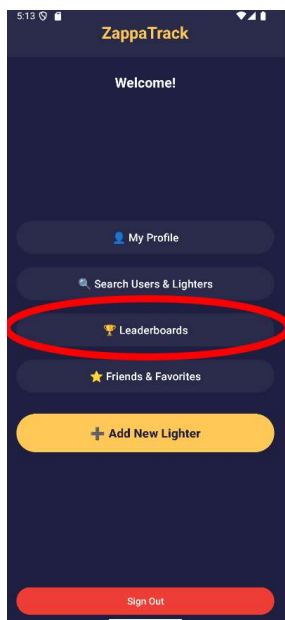 5:13
ZappaTrack
Welcome!
My Profile
Search Users & Lighters
Leaderboards
Friends & Favorites
Add New Lighter
Sign Out